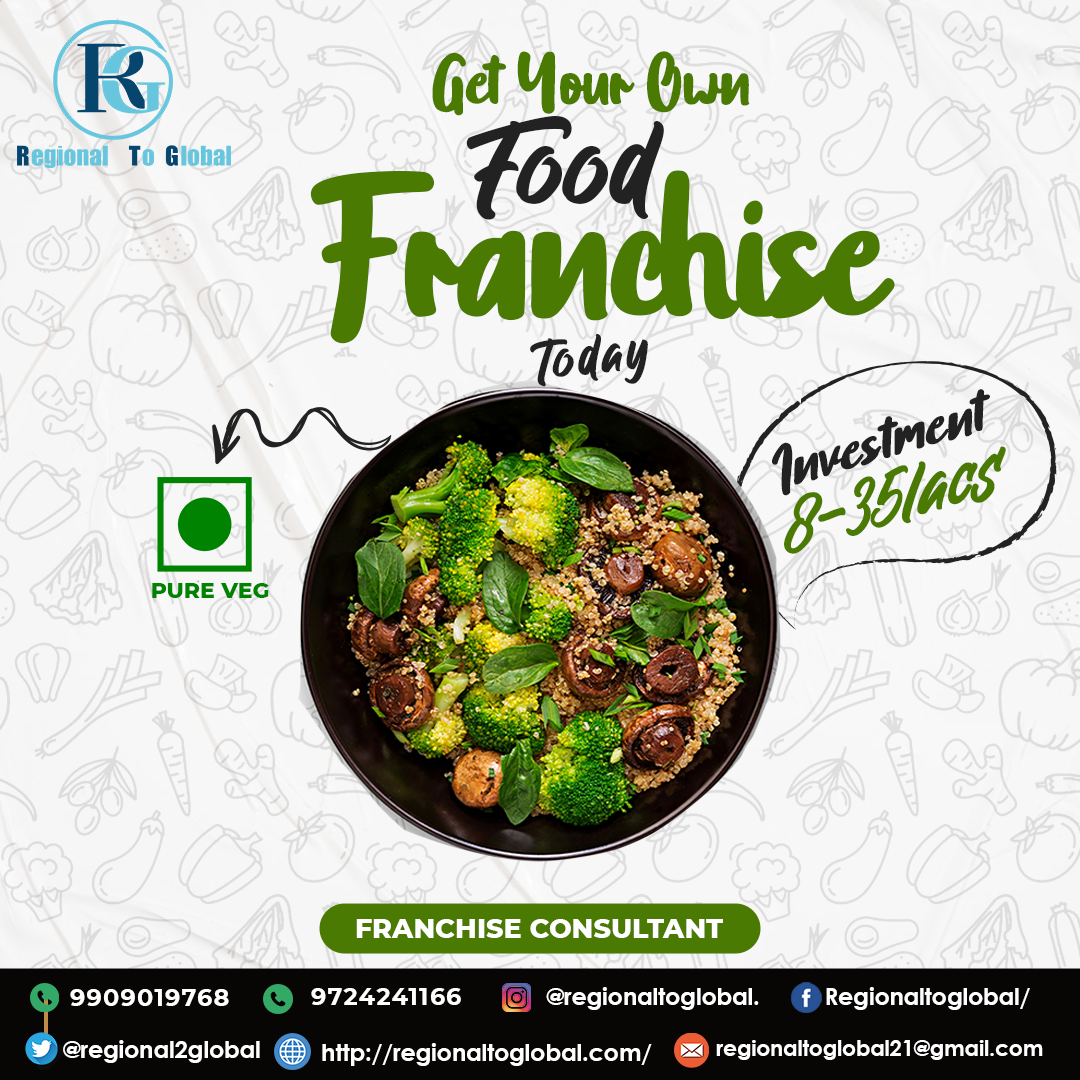 RG
Regional To Global
Get Your Own
Food
Franchise
Today
Investment
8-35lacs
PURE VEG
FRANCHISE CONSULTANT
9909019768
9724241166
@regionaltoglobal.
Regionaltoglobal/
@regional2global
http://regionaltoglobal.com/
regionaltoglobal21@gmail.com